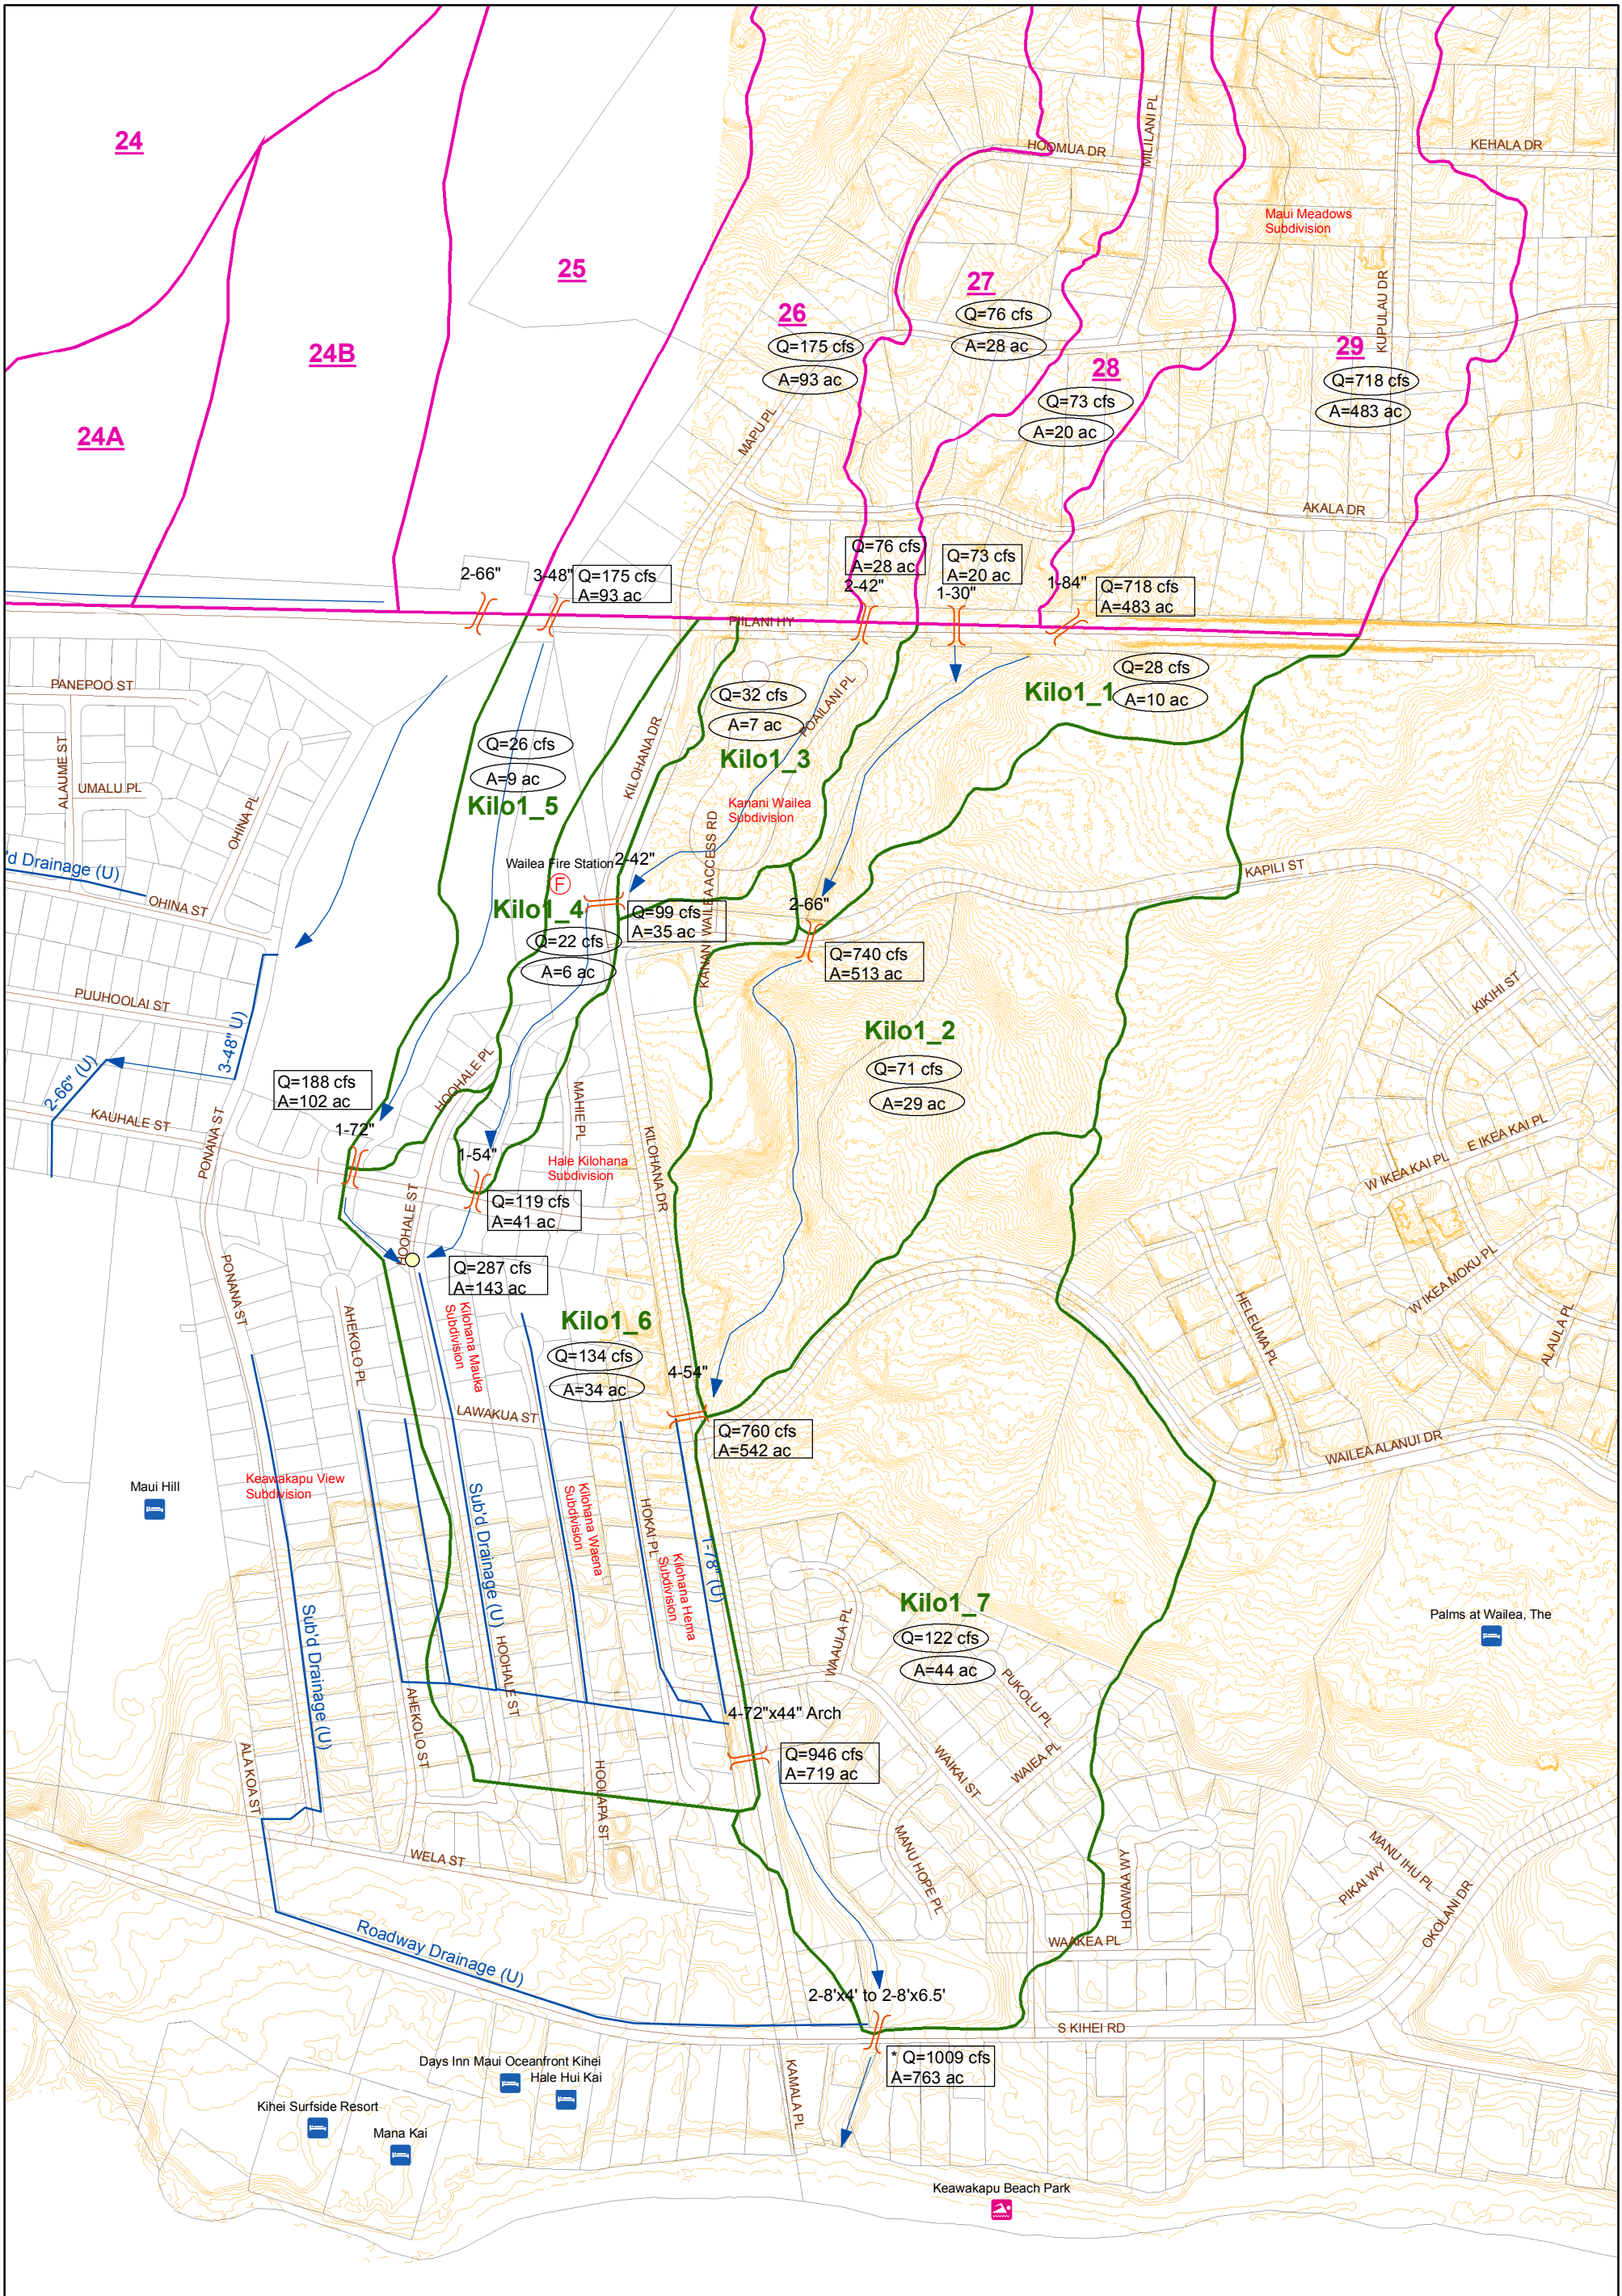 24
HOOMUA DR
MILILANI PL
KEHALA DR
Maui Meadows
Subdivision
25
26
Q=175 cfs
A=93 ac
27
Q=76 cfs
A=28 ac
KUPULAU DR
24B
28
Q=73 cfs
A=20 ac
29
Q=718 cfs
A=483 ac
24A
MAPU PL
AKALA DR
2-66"
3-48"
Q=175 cfs
A=93 ac
Q=76 cfs
A=28 ac
2-42"
Q=73 cfs
A=20 ac
1-30"
1-84"
Q=718 cfs
A=483 ac
PIILANI HY
PANEPOO ST
ALAUME ST
UMALU PL
OHINA PL
KILOHANA DR
Q=32 cfs
A=7 ac
POAILANI PL
Kilo1_3
Kilo1_1
Q=28 cfs
A=10 ac
Q=26 cfs
A=9 ac
Kilo1_5
Kanani Wailea
Subdivision
'd Drainage (U)
OHINA ST
Wailea Fire Station
F
2-42"
KANANI WAILEA ACCESS RD
KAPILI ST
Kilo1_4
Q=22 cfs
A=6 ac
Q=99 cfs
A=35 ac
2-66"
Q=740 cfs
A=513 ac
PUUHOOLAI ST
3-48" U)
2-66" (U)
KAUHALE ST
PONANA ST
KIKIHI ST
Kilo1_2
Q=71 cfs
A=29 ac
Q=188 cfs
A=102 ac
1-72"
HOOHALE PL
MAHIE PL
1-54"
Hale Kilohana
Subdivision
KILOHANA DR
E IKEA KAI PL
W IKEA KAI PL
W IKEA MOKU PL
Q=119 cfs
A=41 ac
HOOHALE ST
Q=287 cfs
A=143 ac
PONANA ST
AHEKOLO PL
Kilohana Mauka
Subdivision
Kilo1_6
Q=134 cfs
A=34 ac
4-54"
HELEUMA PL
ALAULA PL
LAWAKUA ST
Q=760 cfs
A=542 ac
WAILEA ALANUI DR
Maui Hill
Keawakapu View
Subdivision
Sub'd Drainage (U)
Kilohana Waena
Subdivision
HOKAI PL
Kilohana Hema
Subdivision
1-78" (U)
Sub'd Drainage (U)
HOOHALE ST
Kilo1_7
Q=122 cfs
A=44 ac
WAAULA PL
PUKOLU PL
Palms at Wailea, The
AHEKOLO ST
4-72"x44" Arch
Q=946 cfs
A=719 ac
WAIKAI ST
WAIEA PL
ALA KOA ST
HOOLAPA ST
WELA ST
MANU HOPE PL
HOAWAA WY
MANU IHU PL
PIKAI WY
OKOLANI DR
WAAKEA PL
Roadway Drainage (U)
2-8'x4' to 2-8'x6.5'
S KIHEI RD
* Q=1009 cfs
A=763 ac
KAMALA PL
Days Inn Maui Oceanfront Kihei
Hale Hui Kai
Kihei Surfside Resort
Mana Kai
Keawakapu Beach Park